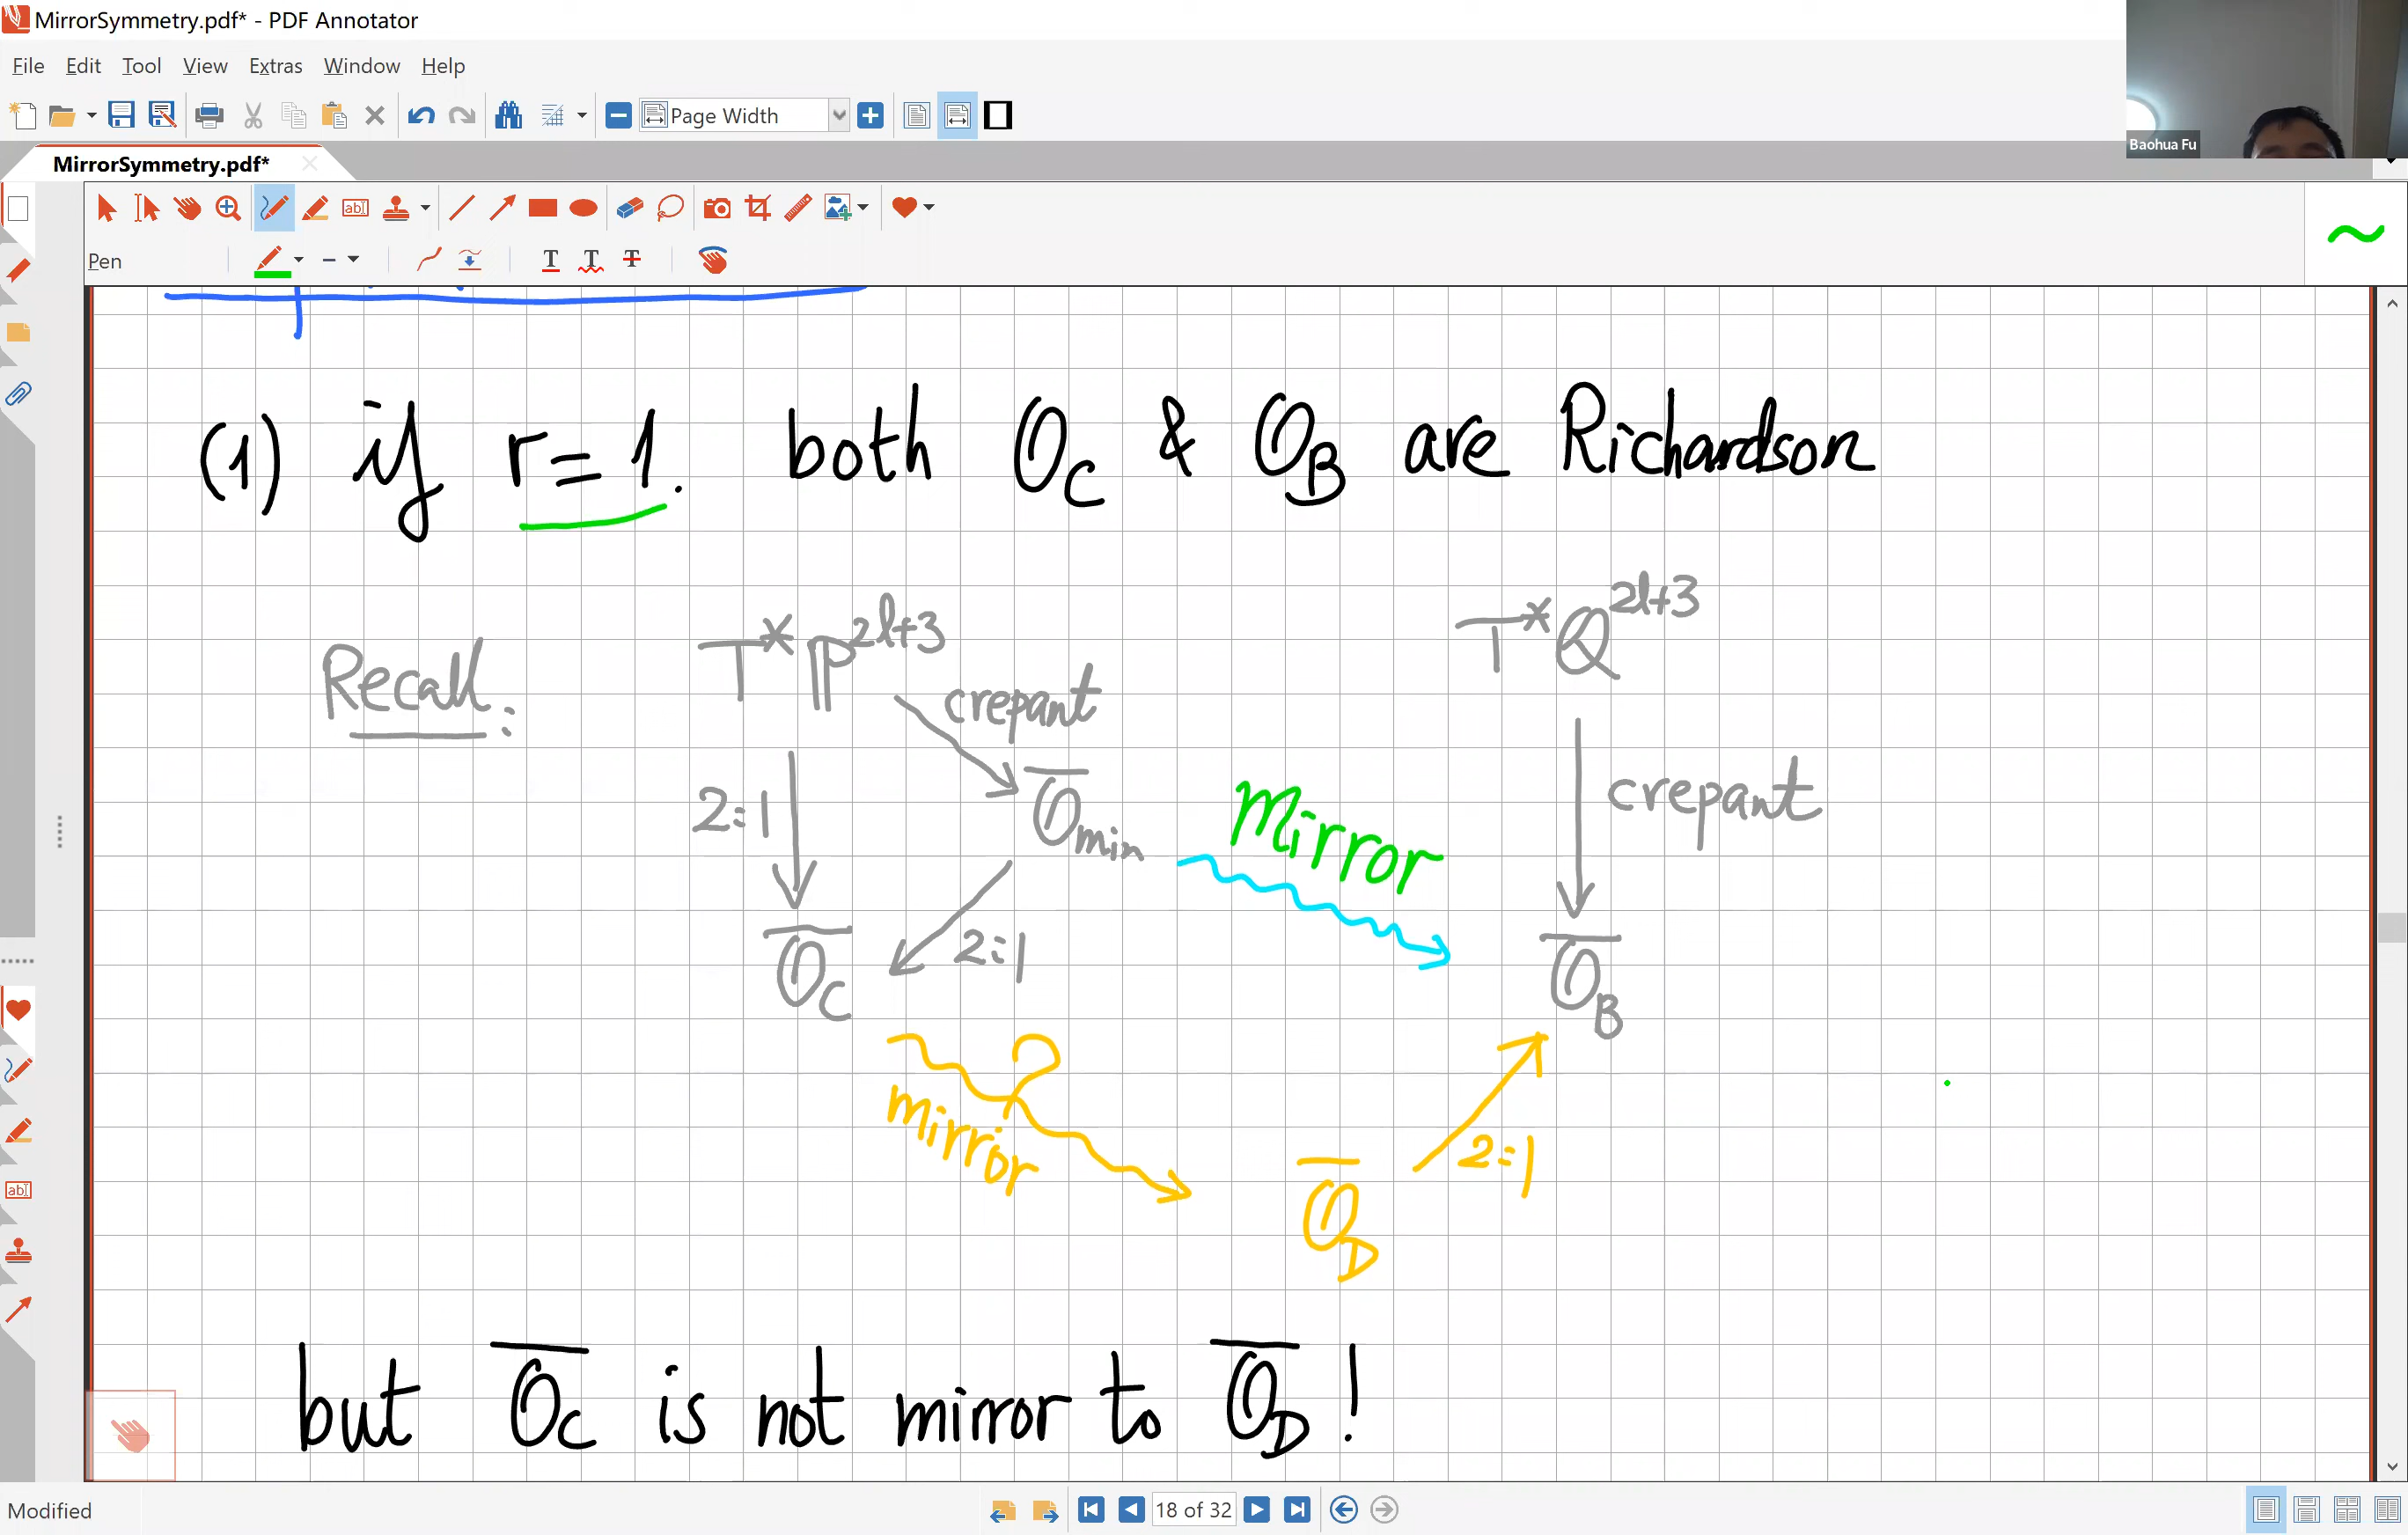 MirrorSymmetry.pdf* - PDF Annotator
File Edit Tool View Extras Window Help
Page Width
Baohua Fu
MirrorSymmetry.pdf*
Pen
(1) if r=1. both 𝕆_C & 𝕆_B are Richardson
Recall: T*ℙ^{2l+3} T*Q^{2l+3}
crepant
2:1 𝕆̅_min Mirror crepant
2:1
𝕆̅_C 𝕆̅_B
?
mirror
2:1
𝕆̅_D
but 𝕆̅_C is not mirror to 𝕆̅_D!
Modified 18 of 32